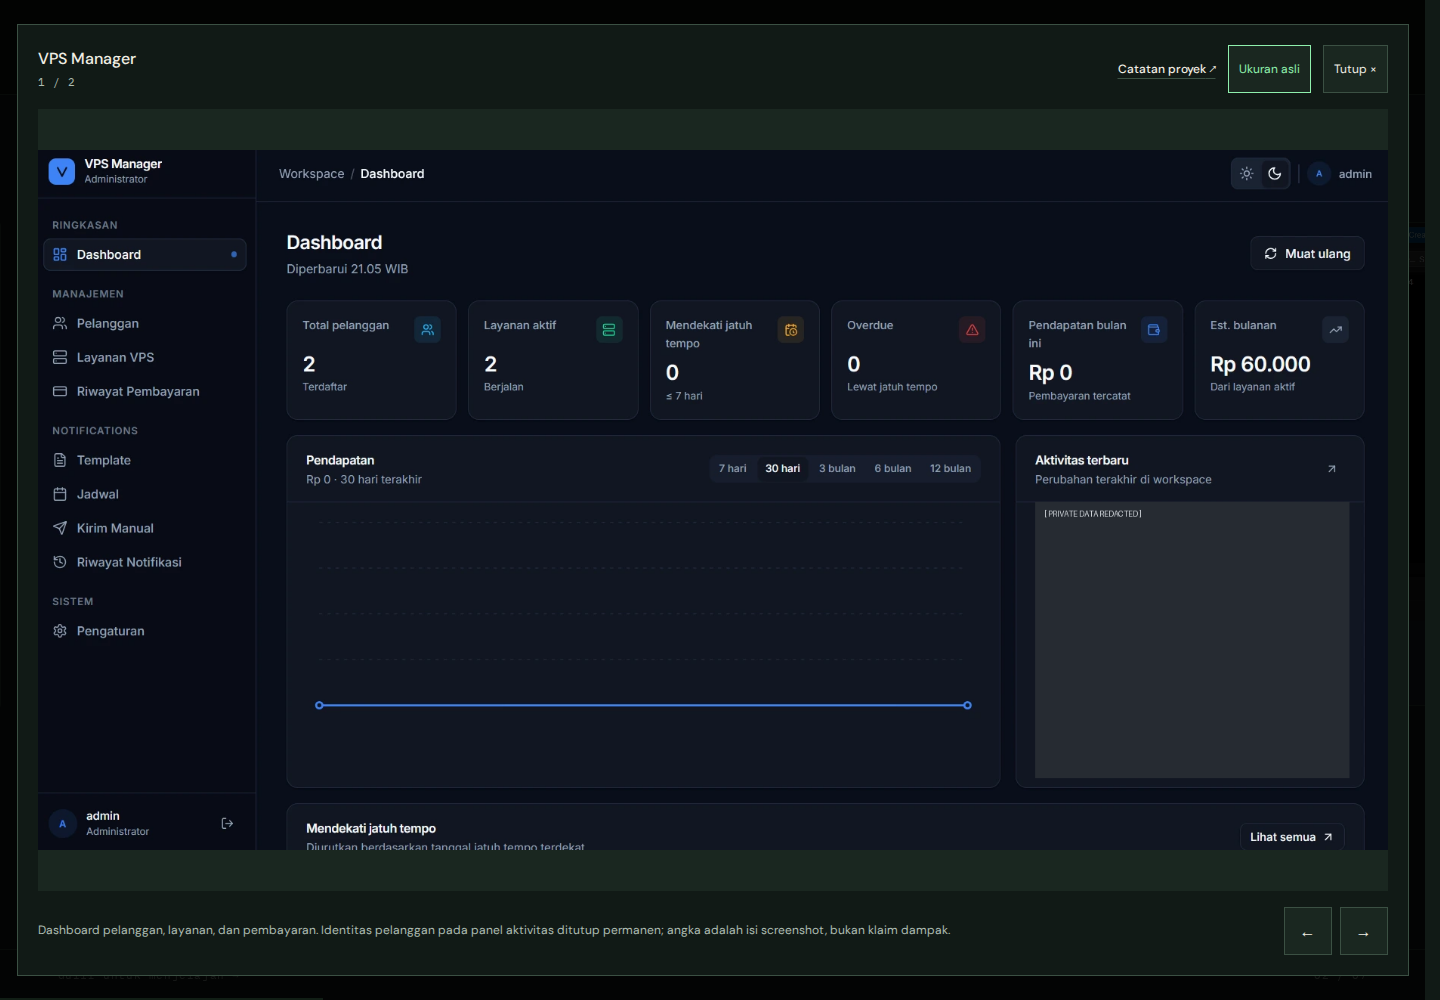 VPS Manager
1 / 2
Catatan proyek ↗
Ukuran asli
Tutup ×
VPS Manager
Administrator
Workspace / Dashboard
A admin
RINGKASAN
Dashboard
MANAJEMEN
Pelanggan
Layanan VPS
Riwayat Pembayaran
NOTIFICATIONS
Template
Jadwal
Kirim Manual
Riwayat Notifikasi
SISTEM
Pengaturan
A
admin
Administrator
Dashboard
Diperbarui 21.05 WIB
Muat ulang
Total pelanggan
2
Terdaftar
Layanan aktif
2
Berjalan
Mendekati jatuh
tempo
0
≤ 7 hari
Overdue
0
Lewat jatuh tempo
Pendapatan bulan
ini
Rp 0
Pembayaran tercatat
Est. bulanan
Rp 60.000
Dari layanan aktif
Pendapatan
Rp 0 · 30 hari terakhir
7 hari 30 hari 3 bulan 6 bulan 12 bulan
Aktivitas terbaru
Perubahan terakhir di workspace
[PRIVATE DATA REDACTED]
Mendekati jatuh tempo
Diurutkan berdasarkan tanggal jatuh tempo terdekat
Lihat semua
Dashboard pelanggan, layanan, dan pembayaran. Identitas pelanggan pada panel aktivitas ditutup permanen; angka adalah isi screenshot, bukan klaim dampak.
← →